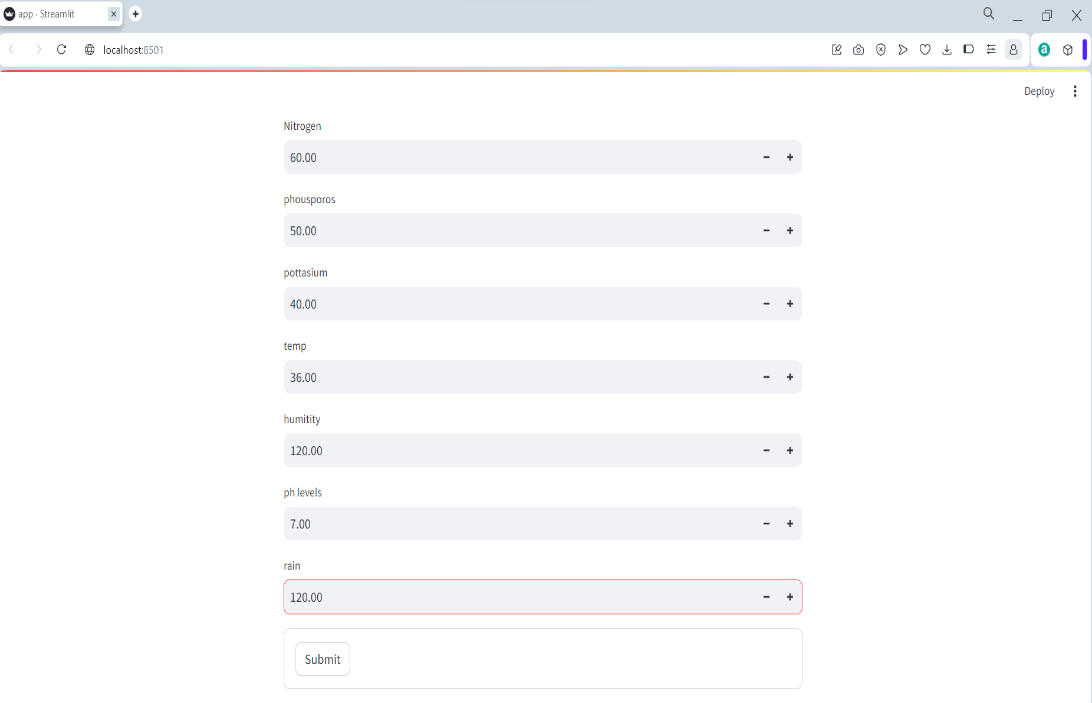 app · Streamlit
localhost:8501
Deploy
Nitrogen
60.00
phousporos
50.00
pottasium
40.00
temp
36.00
humitity
120.00
ph levels
7.00
rain
120.00
Submit